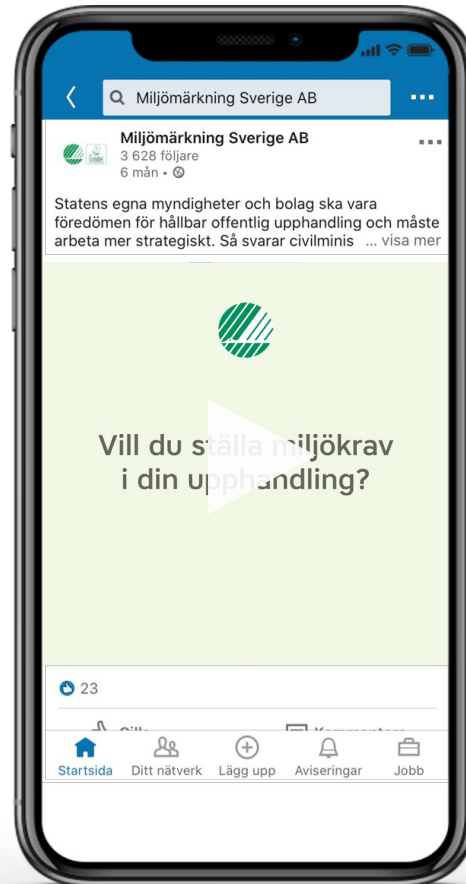 Miljömärkning Sverige AB
Miljömärkning Sverige AB
3 628 följare
6 mån •
Statens egna myndigheter och bolag ska vara
föredömen för hållbar offentlig upphandling och måste
arbeta mer strategiskt. Så svarar civilminis ... visa mer
Vill du ställa miljökrav
i din upphandling?
23
Startsida Ditt nätverk Lägg upp Aviseringar Jobb